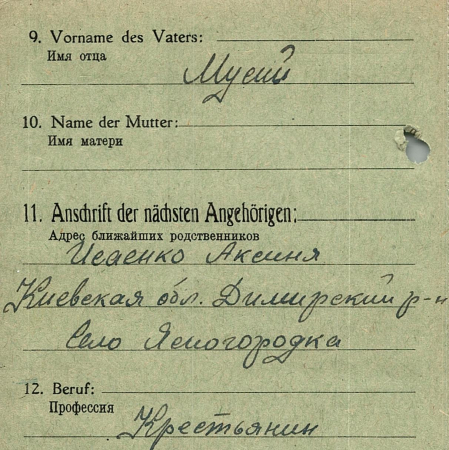 9. Vorname des Vaters:
Имя отца
Мусий
10. Name der Mutter:
Имя матери
11. Anschrift der nächsten Angehörigen:
Адрес ближайших родственников
Исаенко Аксиня
Киевская обл. Димирский р-н
Село Ясногородка
12. Beruf:
Профессия
Крестьянин